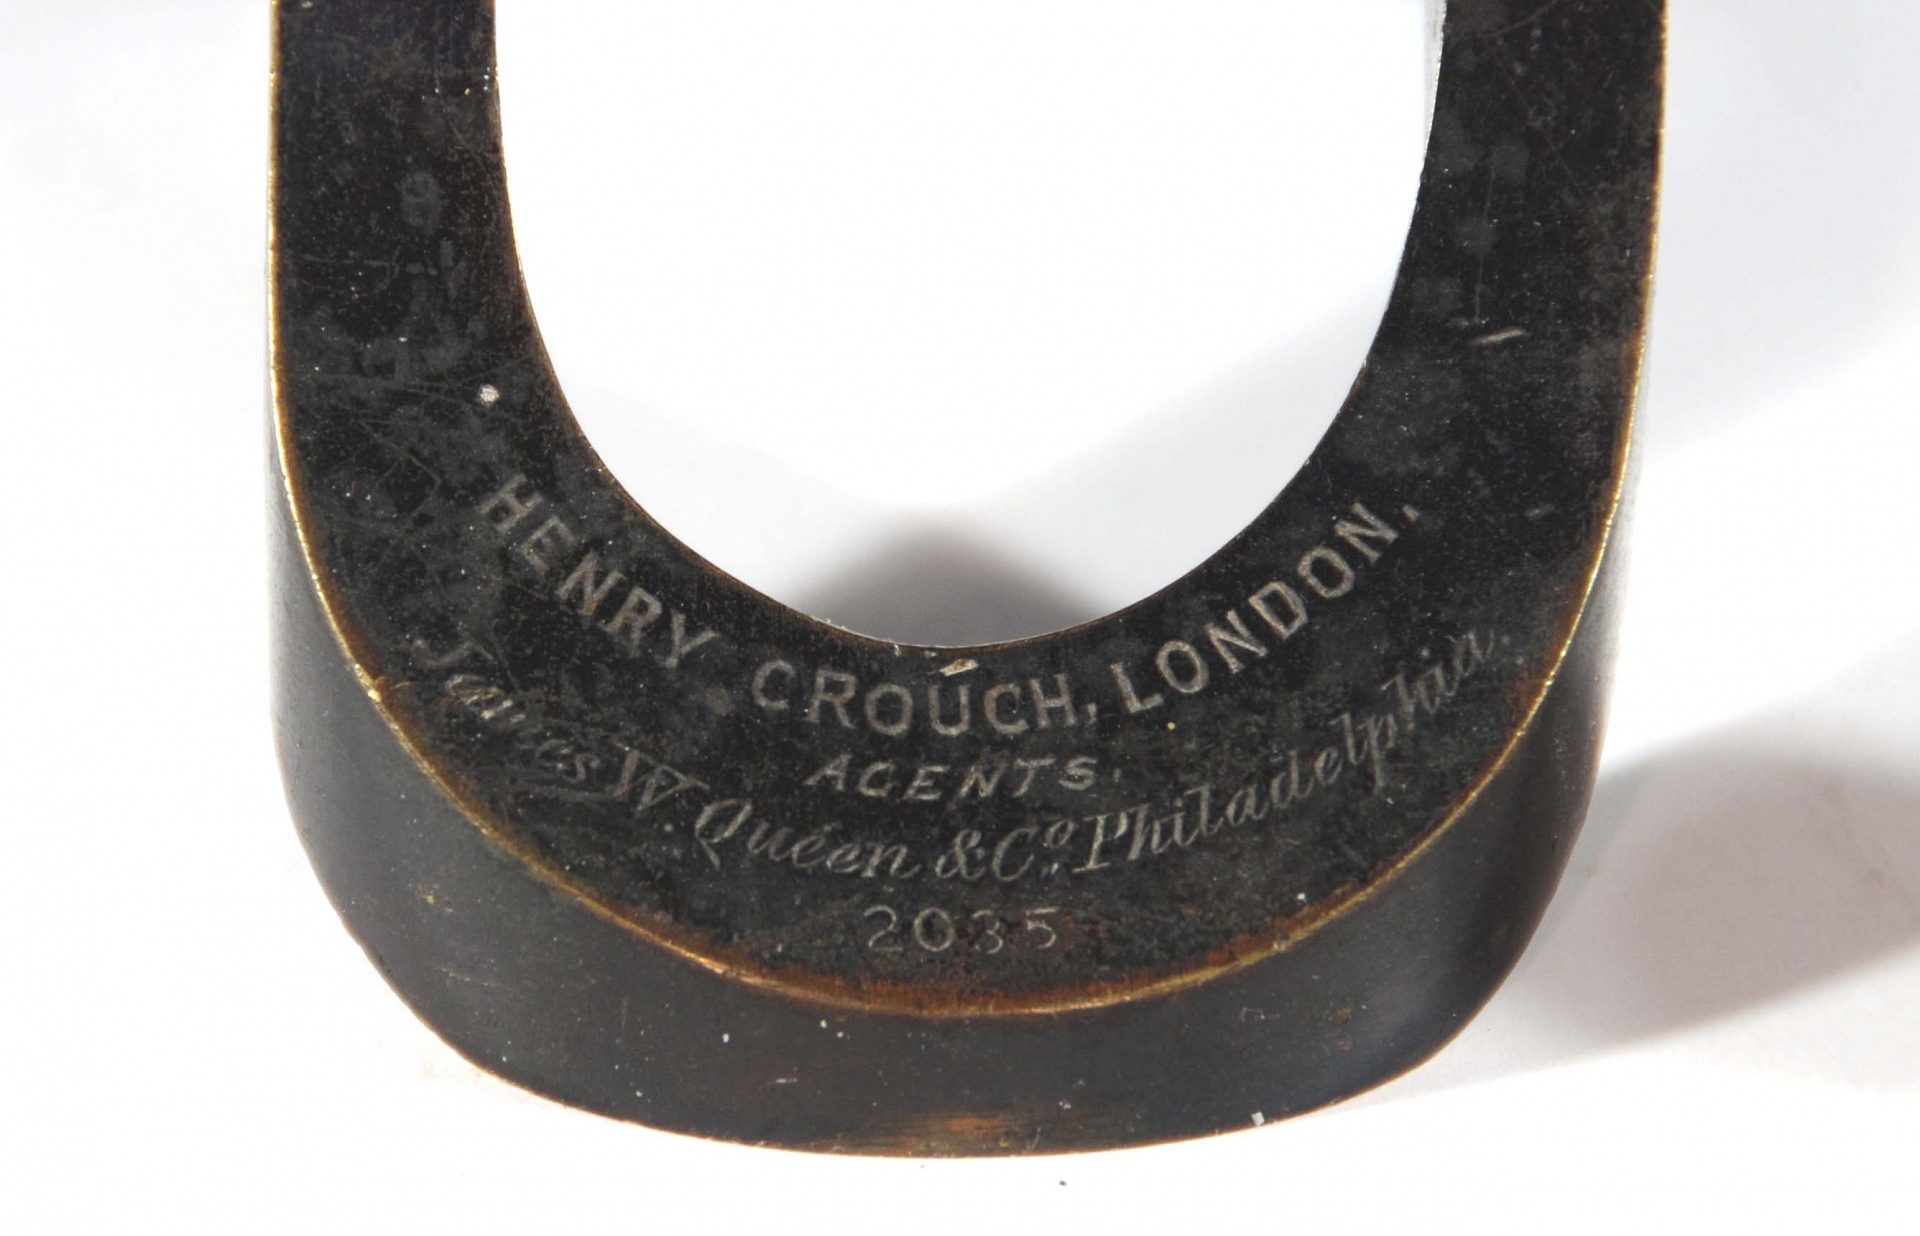 HENRY CROUCH, LONDON.
AGENTS.
James W. Queen & Co. Philadelphia.
2035